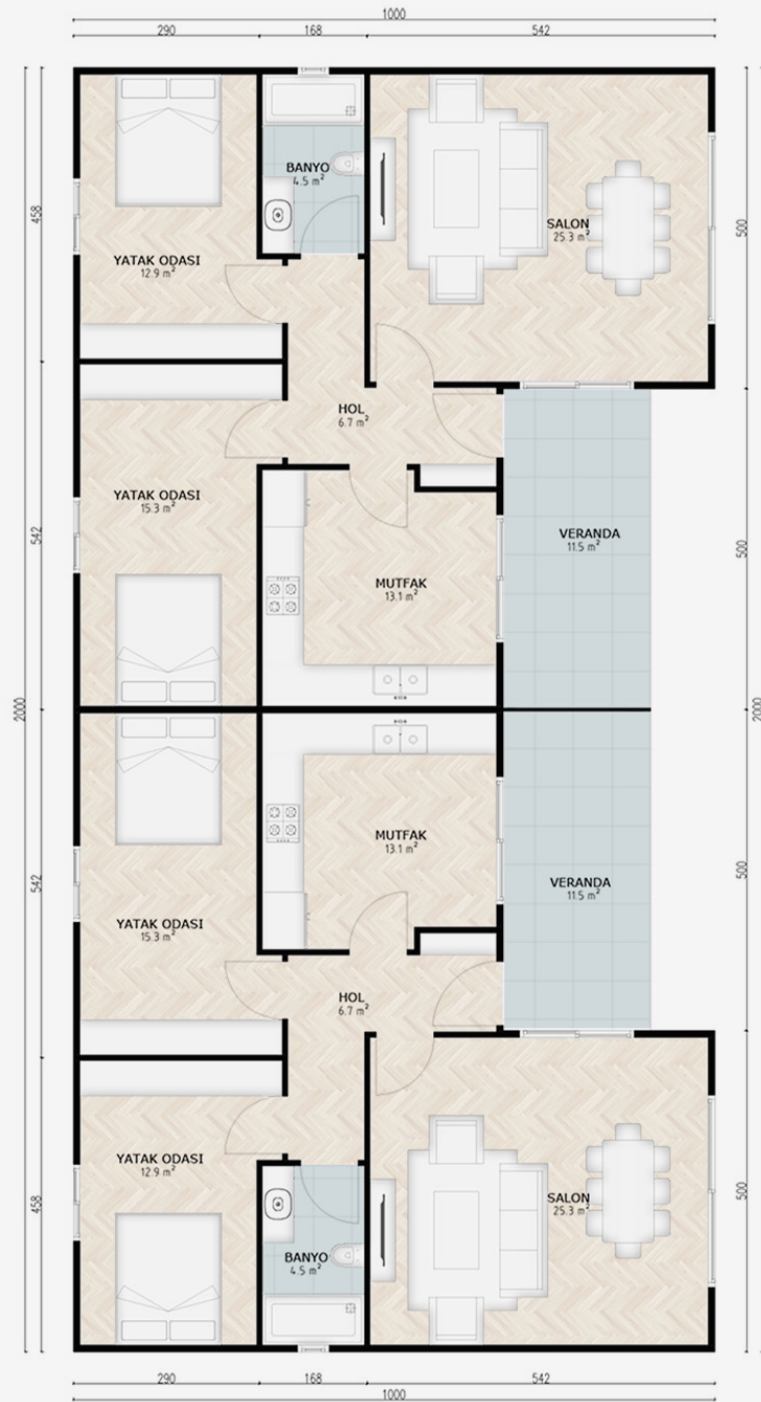 1000
290 168 542
BANYO
4.5 m²
458
YATAK ODASI
12.9 m²
SALON
25.3 m²
500
HOL
6.7 m²
YATAK ODASI
15.3 m²
542
VERANDA
11.5 m²
500
MUTFAK
13.1 m²
2000
2000
MUTFAK
13.1 m²
542
VERANDA
11.5 m²
500
YATAK ODASI
15.3 m²
HOL
6.7 m²
YATAK ODASI
12.9 m²
458
SALON
25.3 m²
500
BANYO
4.5 m²
290 168 542
1000